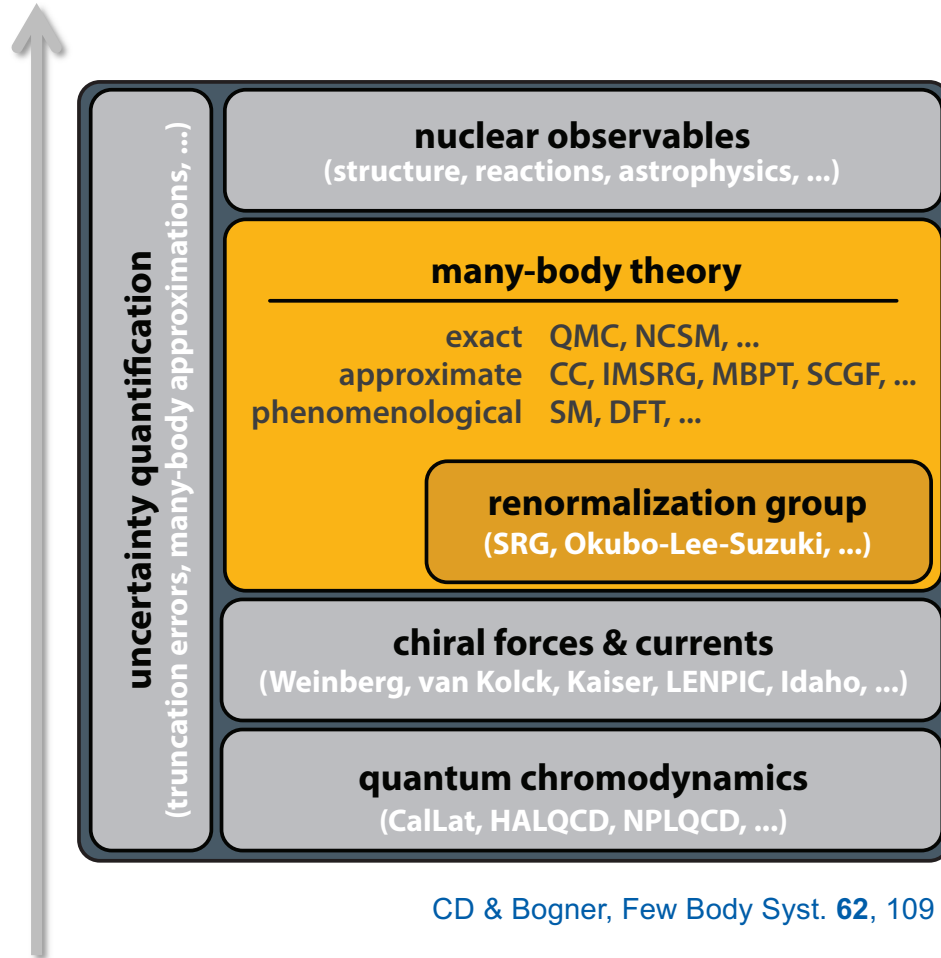 uncertainty quantification
(truncation errors, many-body approximations, ...)
nuclear observables
(structure, reactions, astrophysics, ...)
many-body theory
exact QMC, NCSM, ...
approximate CC, IMSRG, MBPT, SCGF, ...
phenomenological SM, DFT, ...
renormalization group
(SRG, Okubo-Lee-Suzuki, ...)
chiral forces & currents
(Weinberg, van Kolck, Kaiser, LENPIC, Idaho, ...)
quantum chromodynamics
(CalLat, HALQCD, NPLQCD, ...)
CD & Bogner, Few Body Syst. 62, 109